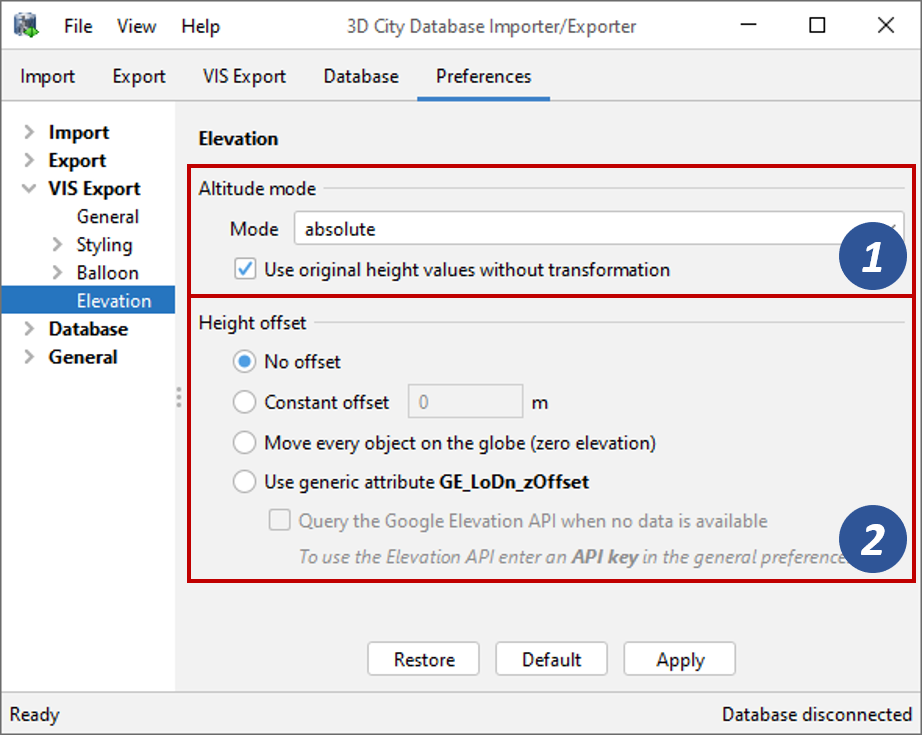 File View Help 3D City Database Importer/Exporter
Import Export VIS Export Database Preferences
Import
Export
VIS Export
General
Styling
Balloon
Elevation
Database
General
Elevation
Altitude mode
Mode absolute
Use original height values without transformation
1
Height offset
No offset
Constant offset 0 m
Move every object on the globe (zero elevation)
Use generic attribute GE_LoDn_zOffset
Query the Google Elevation API when no data is available
To use the Elevation API enter an API key in the general
2
Restore Default Apply
Ready Database disconnected